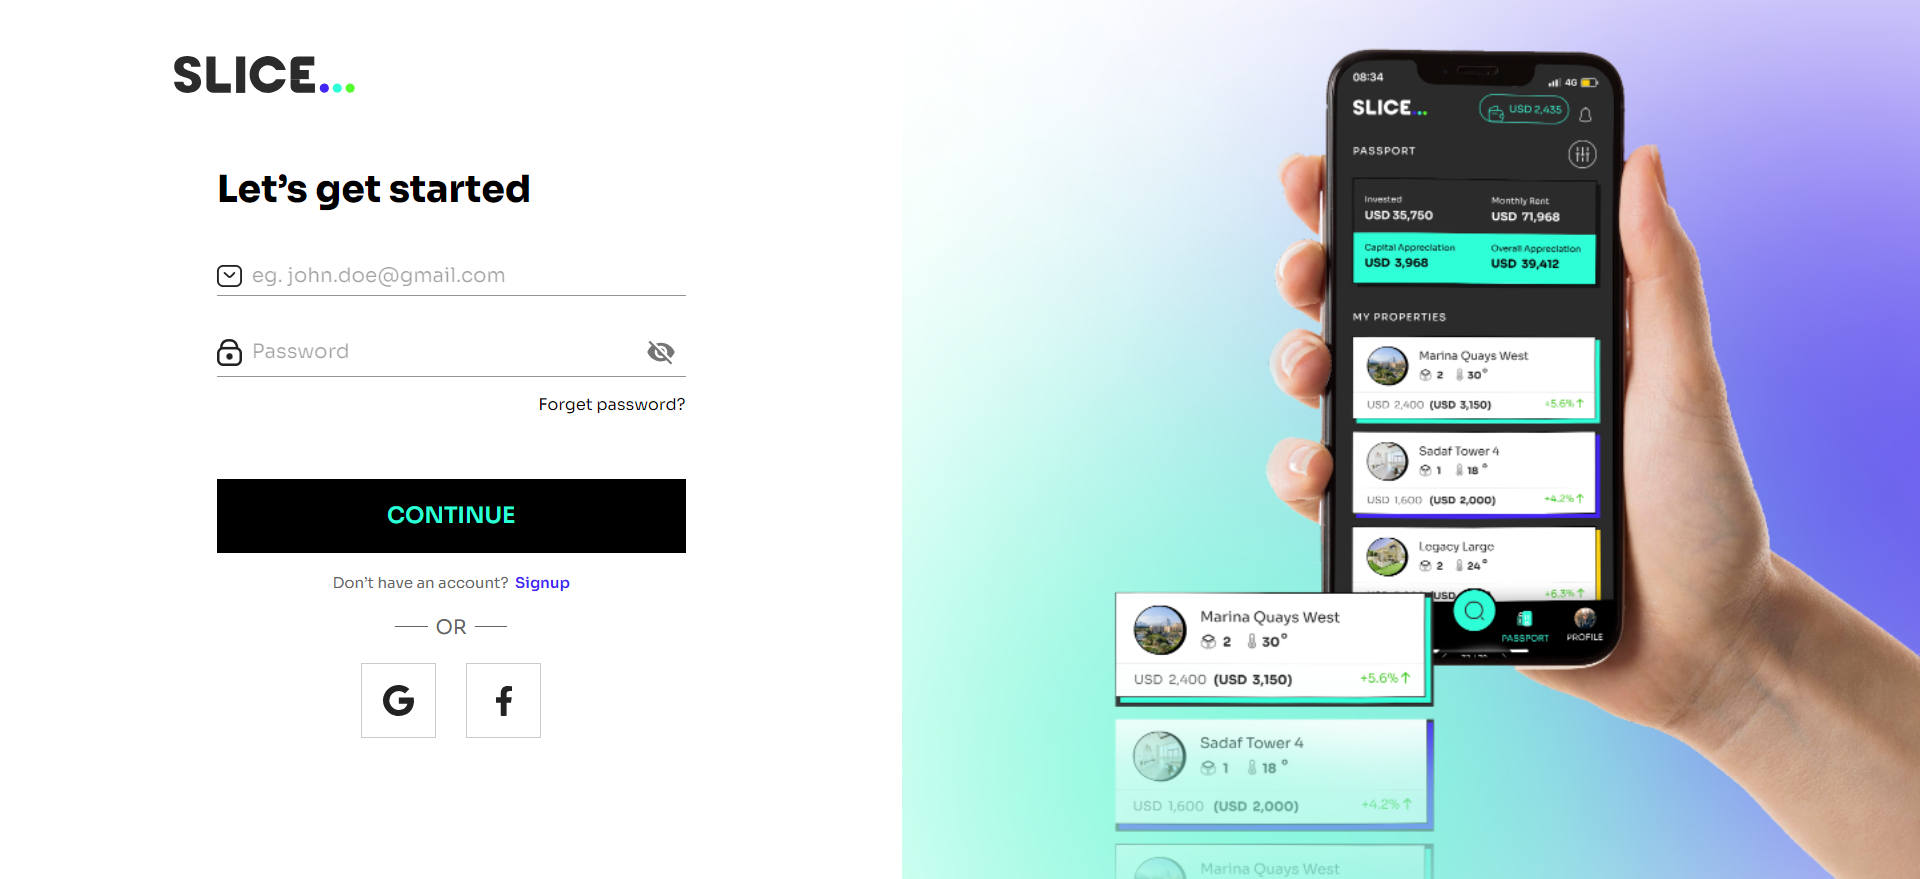 SLICE...
Let's get started
eg. john.doe@gmail.com
Password
Forget password?
CONTINUE
Don't have an account? Signup
OR
G f
08:34 4G
SLICE... USD 2,435
PASSPORT
Invested Monthly Rent
USD 35,750 USD 71,968
Capital Appreciation Overall Appreciation
USD 3,968 USD 39,412
MY PROPERTIES
Marina Quays West
2 30°
USD 2,400 (USD 3,150) +5.6%↑
Sadaf Tower 4
1 18°
USD 1,600 (USD 2,000) +4.2%↑
Legacy Large
2 24°
+6.3%↑
PASSPORT PROFILE
Marina Quays West
2 30°
USD 2,400 (USD 3,150) +5.6%↑
Sadaf Tower 4
1 18°
USD 1,600 (USD 2,000) +4.2%↑
Marina Quays West